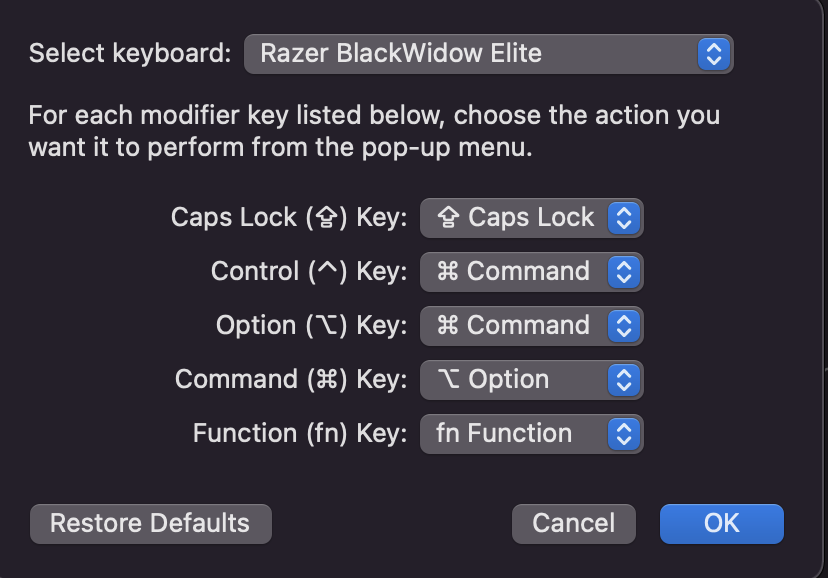 Select keyboard: Razer BlackWidow Elite
For each modifier key listed below, choose the action you
want it to perform from the pop-up menu.
Caps Lock (⇪) Key: ⇪ Caps Lock
Control (^) Key: ⌘ Command
Option (⌥) Key: ⌘ Command
Command (⌘) Key: ⌥ Option
Function (fn) Key: fn Function
Restore Defaults Cancel OK